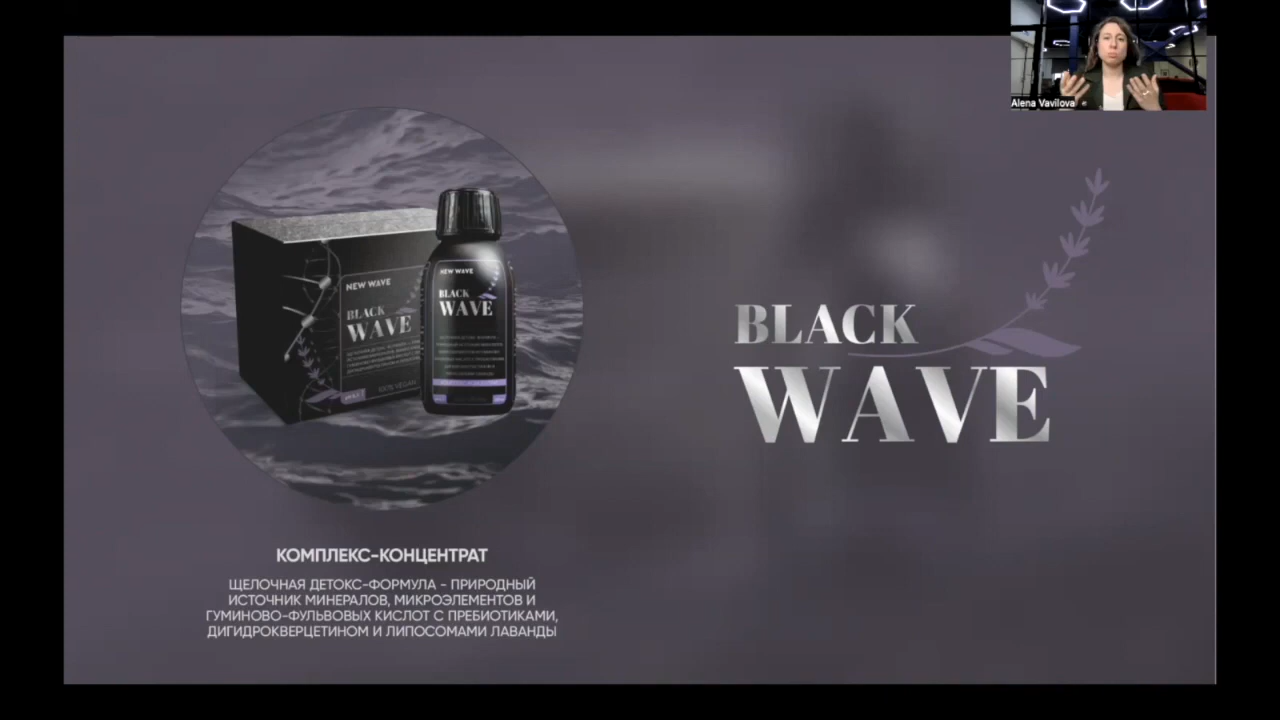 Alena Vavilova
NEW WAVE
BLACK
WAVE
100% VEGAN
NEW WAVE
BLACK
WAVE
BLACK
WAVE
КОМПЛЕКС-КОНЦЕНТРАТ
ЩЕЛОЧНАЯ ДЕТОКС-ФОРМУЛА - ПРИРОДНЫЙ
ИСТОЧНИК МИНЕРАЛОВ, МИКРОЭЛЕМЕНТОВ И
ГУМИНОВО-ФУЛЬВОВЫХ КИСЛОТ С ПРЕБИОТИКАМИ,
ДИГИДРОКВЕРЦЕТИНОМ И ЛИПОСОМАМИ ЛАВАНДЫ